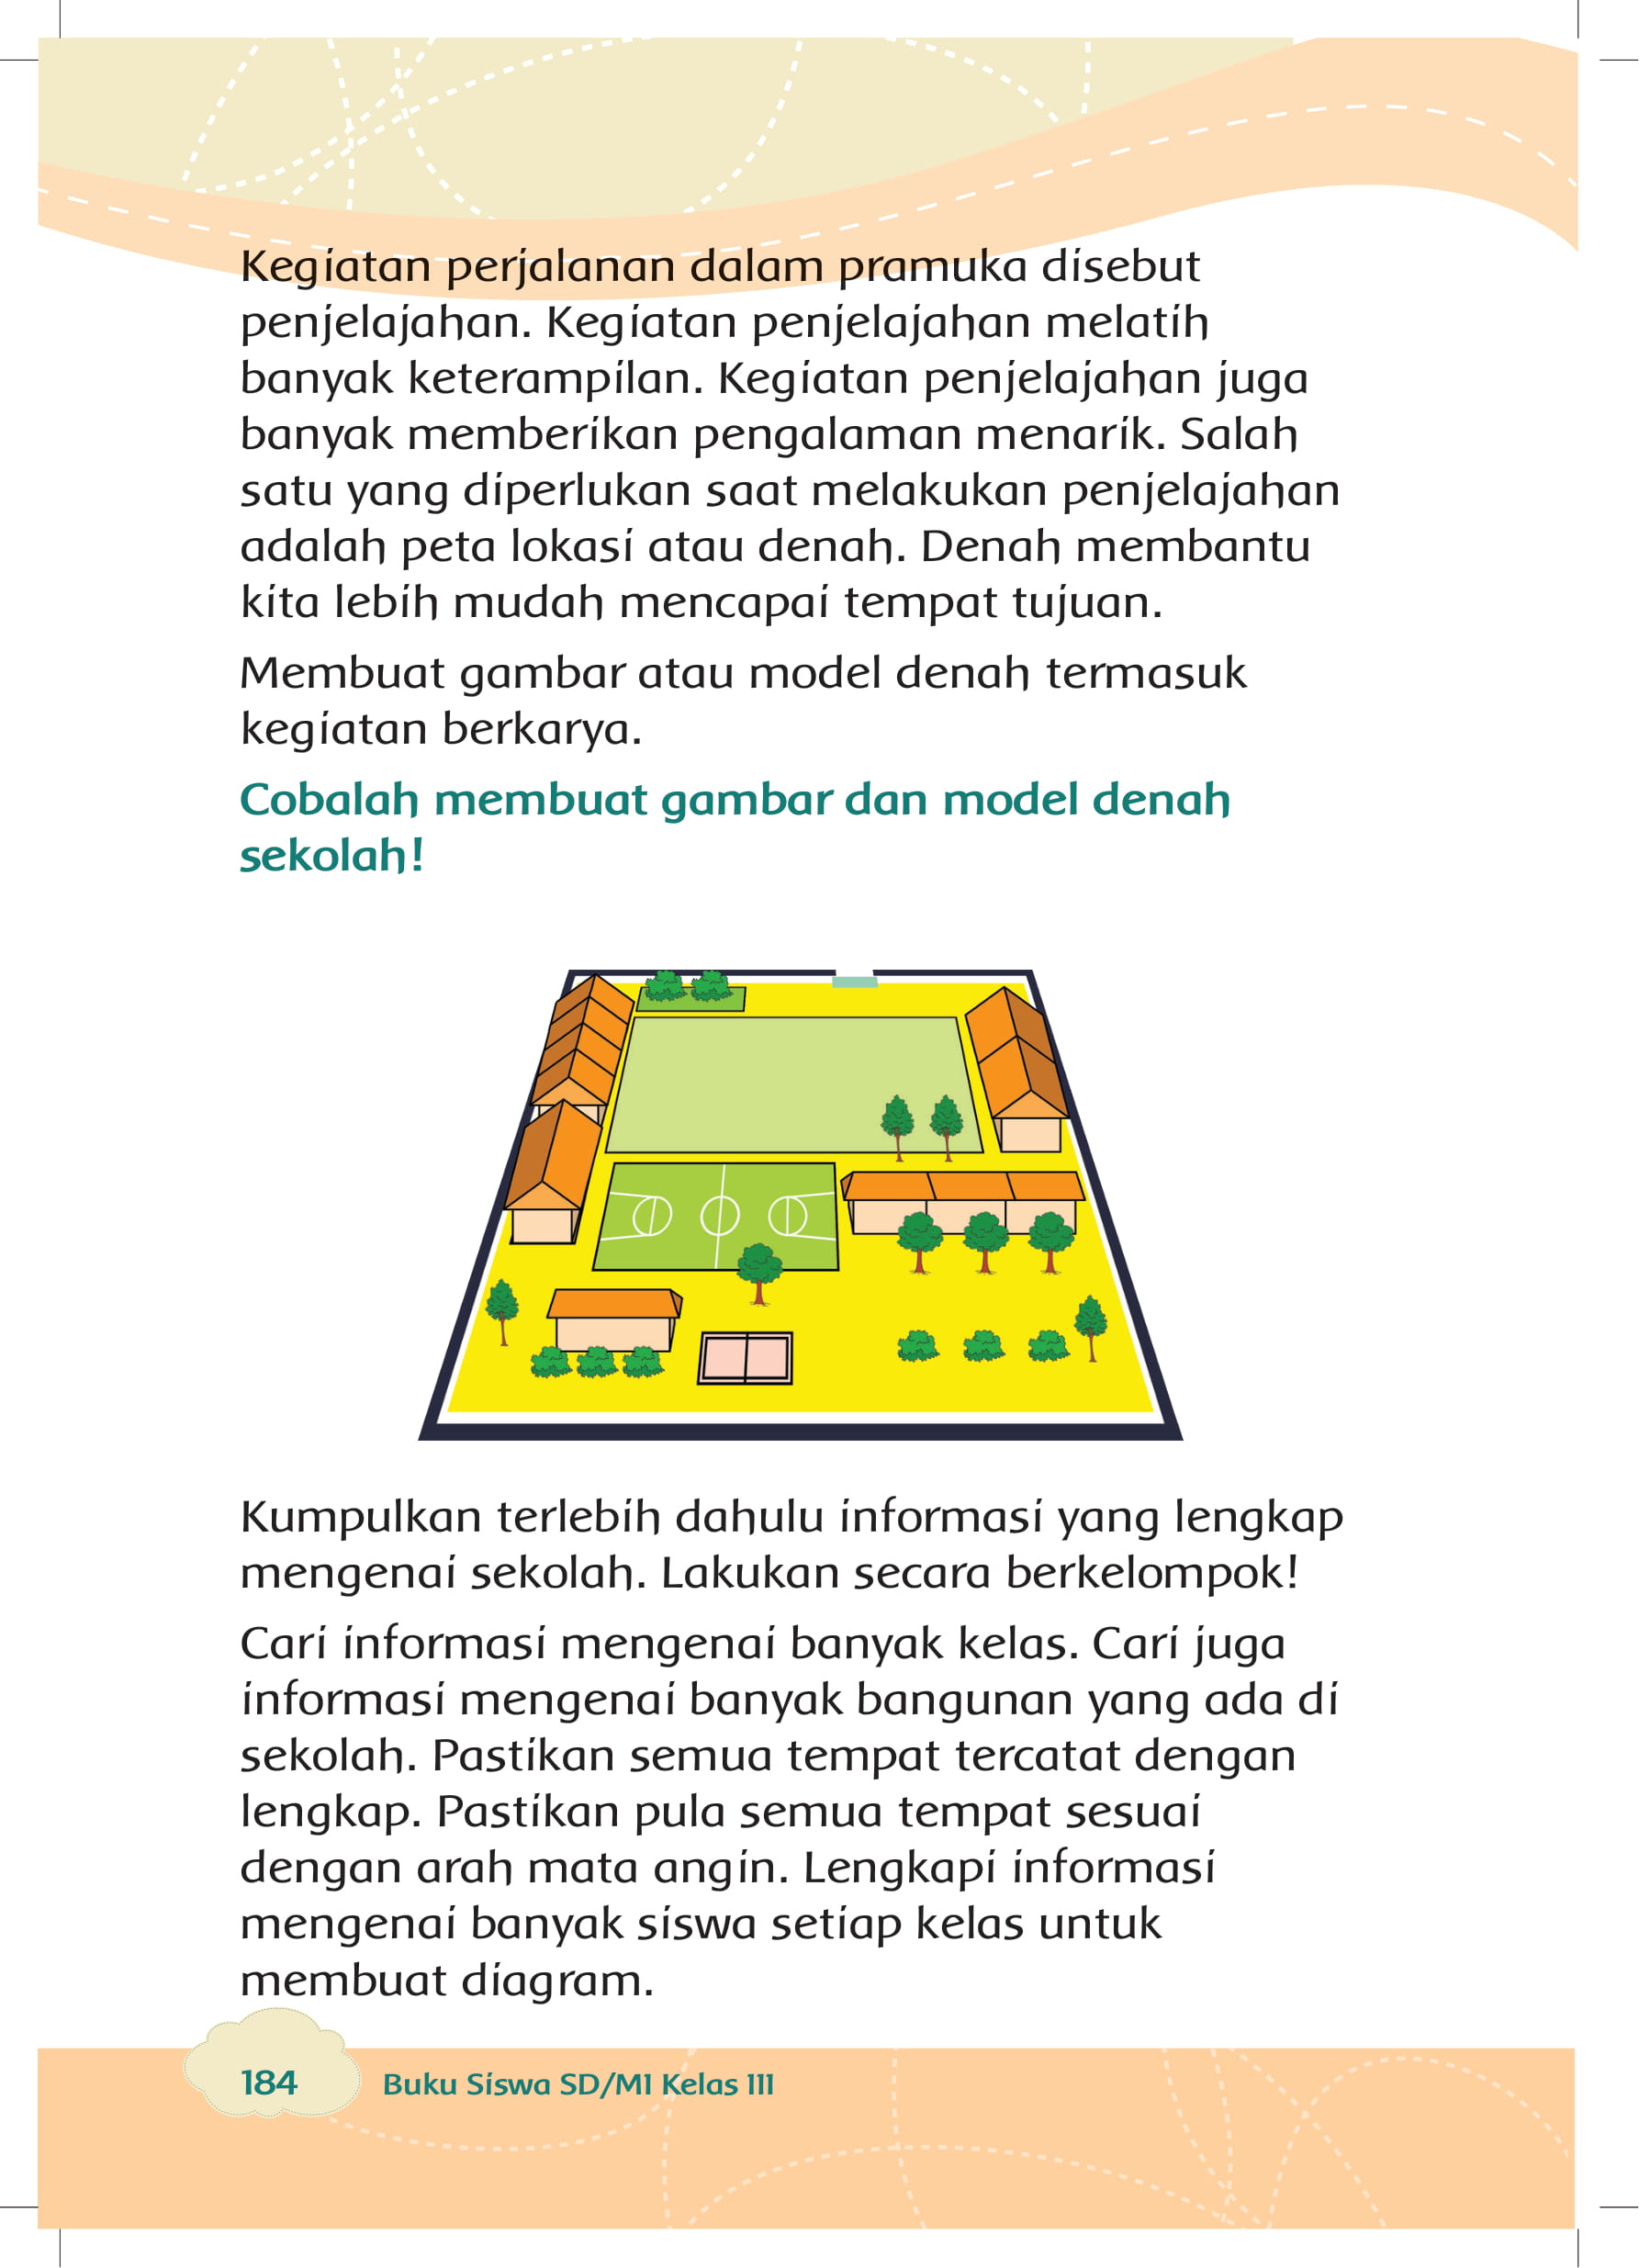 Kegiatan perjalanan dalam pramuka disebut
penjelajahan. Kegiatan penjelajahan melatih
banyak keterampilan. Kegiatan penjelajahan juga
banyak memberikan pengalaman menarik. Salah
satu yang diperlukan saat melakukan penjelajahan
adalah peta lokasi atau denah. Denah membantu
kita lebih mudah mencapai tempat tujuan.
Membuat gambar atau model denah termasuk
kegiatan berkarya.
Cobalah membuat gambar dan model denah
sekolah!
Kumpulkan terlebih dahulu informasi yang lengkap
mengenai sekolah. Lakukan secara berkelompok!
Cari informasi mengenai banyak kelas. Cari juga
informasi mengenai banyak bangunan yang ada di
sekolah. Pastikan semua tempat tercatat dengan
lengkap. Pastikan pula semua tempat sesuai
dengan arah mata angin. Lengkapi informasi
mengenai banyak siswa setiap kelas untuk
membuat diagram.
184 Buku Siswa SD/MI Kelas III